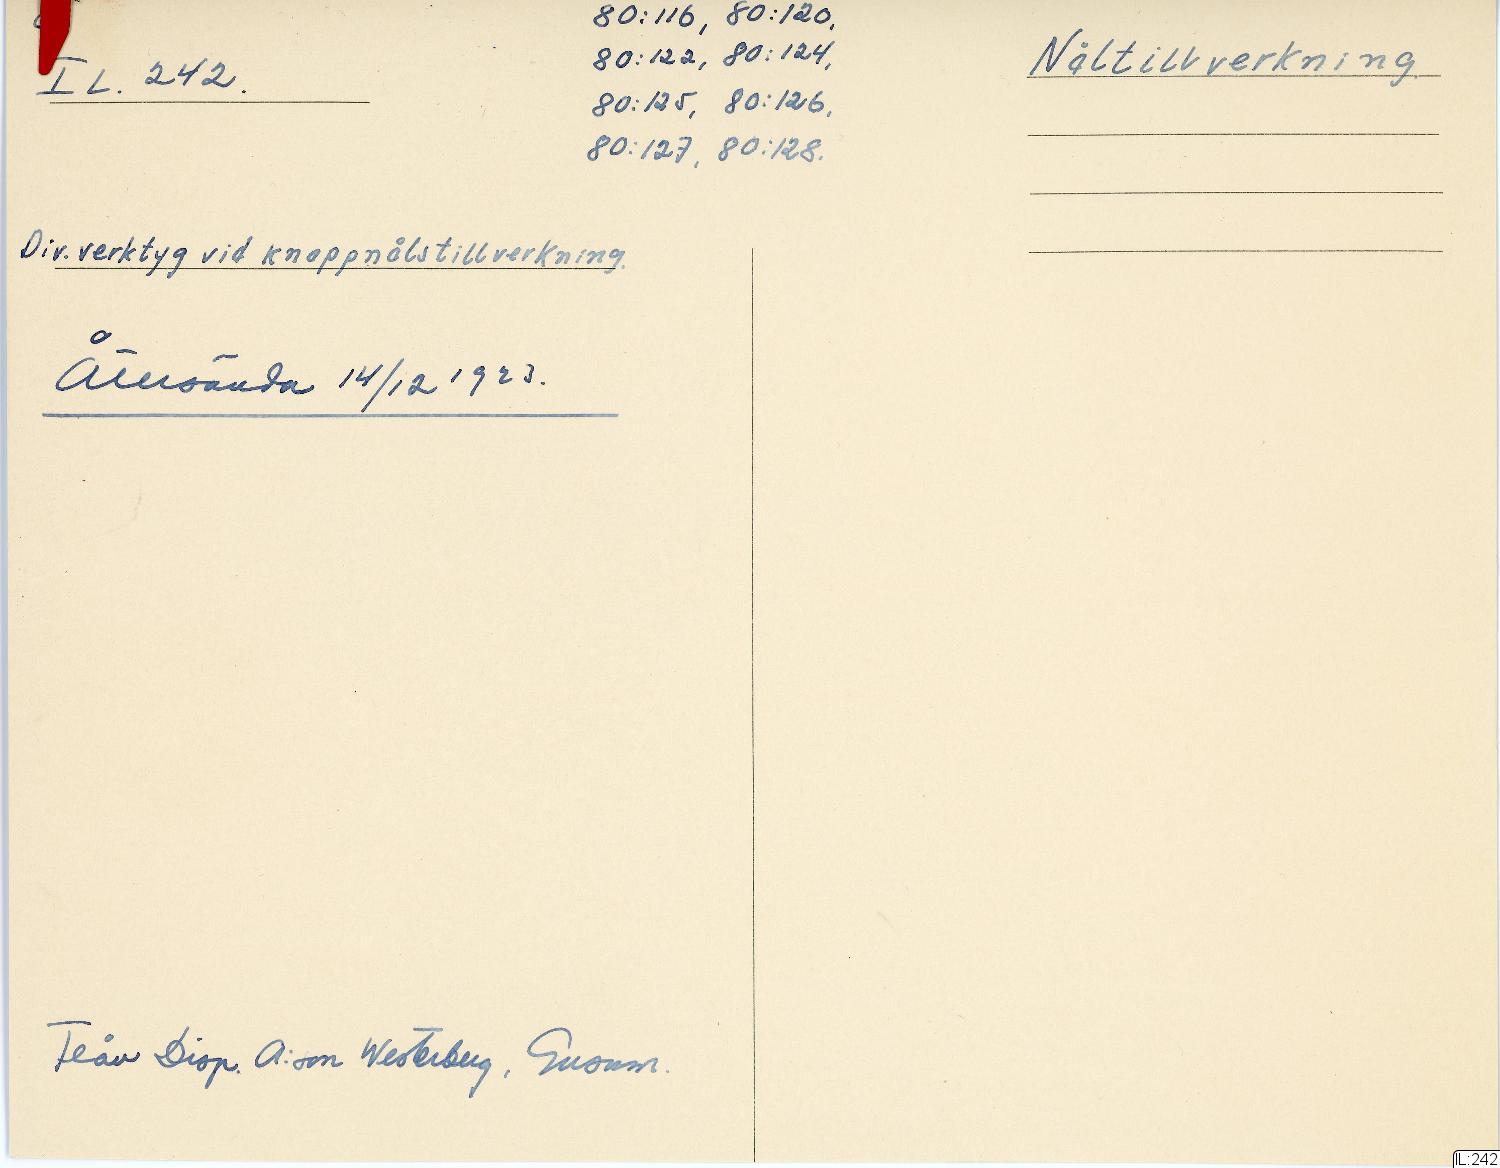 80:116, 80:120,
80:122, 80:124,
80:125, 80:126,
80:127, 80:128.
I L. 242.
Nåltillverkning
Div. verktyg vid knappnålstillverkning.
Återsända 14/12 1923.
Från Disp. A:son Westerberg, Gusum.
IL:242